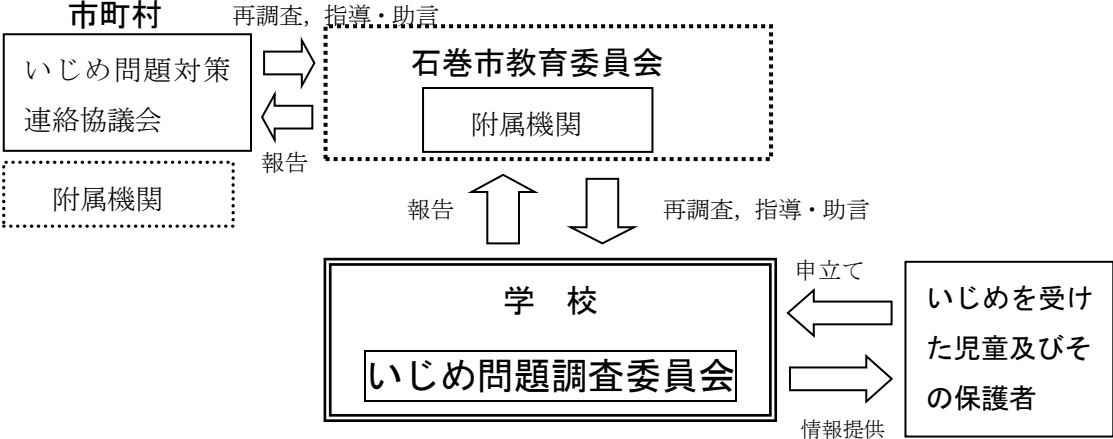 市町村
再調査，指導・助言
いじめ問題対策
連絡協議会
石巻市教育委員会
附属機関
報告
附属機関
報告
再調査，指導・助言
学　校
いじめ問題調査委員会
申立て
情報提供
いじめを受け
た児童及びそ
の保護者